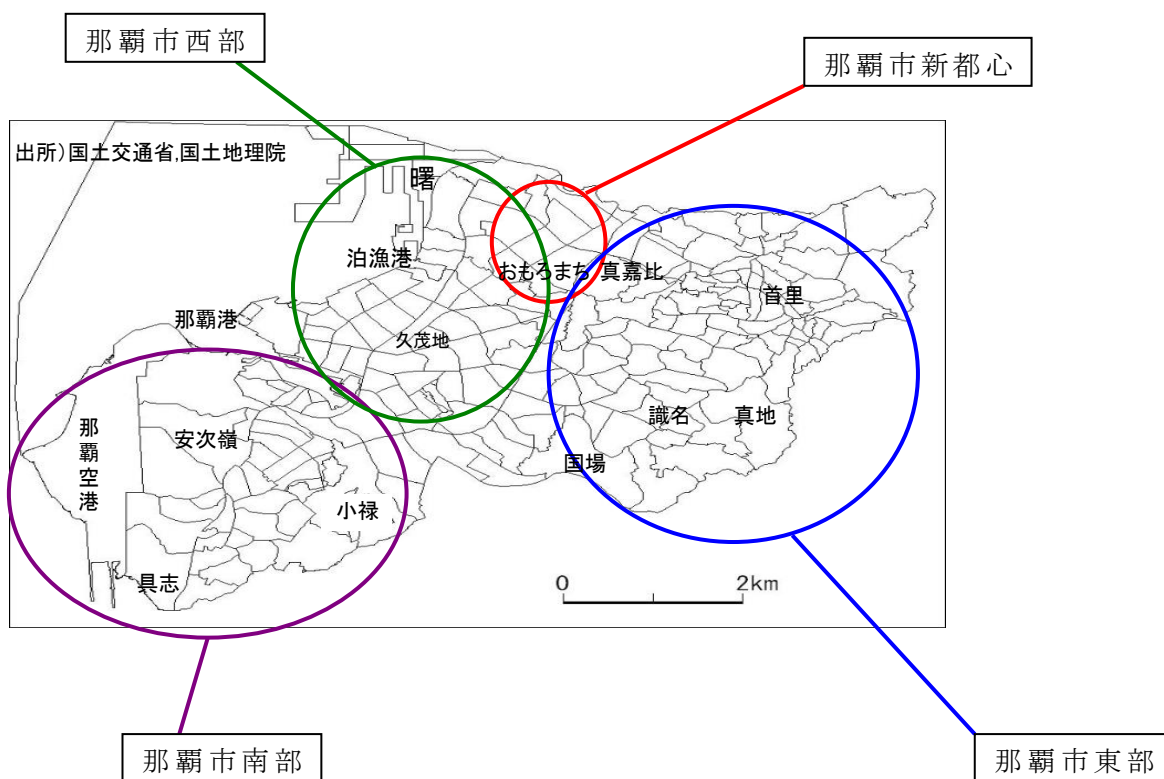 那覇市西部
那覇市新都心
出所)国土交通省,国土地理院
曙
泊漁港
おもろまち
真嘉比
首里
那覇港
久茂地
那覇空港
安次嶺
識名
真地
国場
小禄
具志
0
2km
那覇市南部
那覇市東部